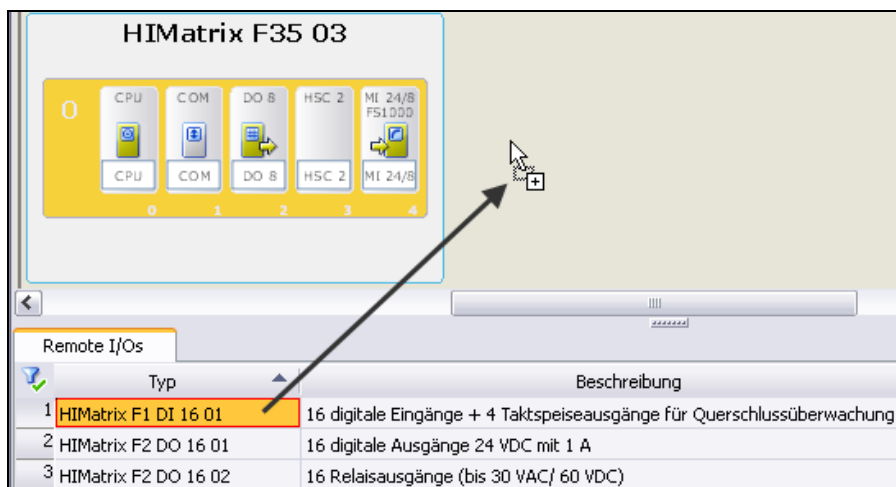 HIMatrix F35 03
0 CPU COM DO 8 HSC 2 MI 24/8
FS1000
CPU COM DO 8 HSC 2 MI 24/8
0 1 2 3 4
Remote I/Os
Typ Beschreibung
1 HIMatrix F1 DI 16 01 16 digitale Eingänge + 4 Taktspeiseausgänge für Querschlussüberwachung
2 HIMatrix F2 DO 16 01 16 digitale Ausgänge 24 VDC mit 1 A
3 HIMatrix F2 DO 16 02 16 Relaisausgänge (bis 30 VAC/ 60 VDC)